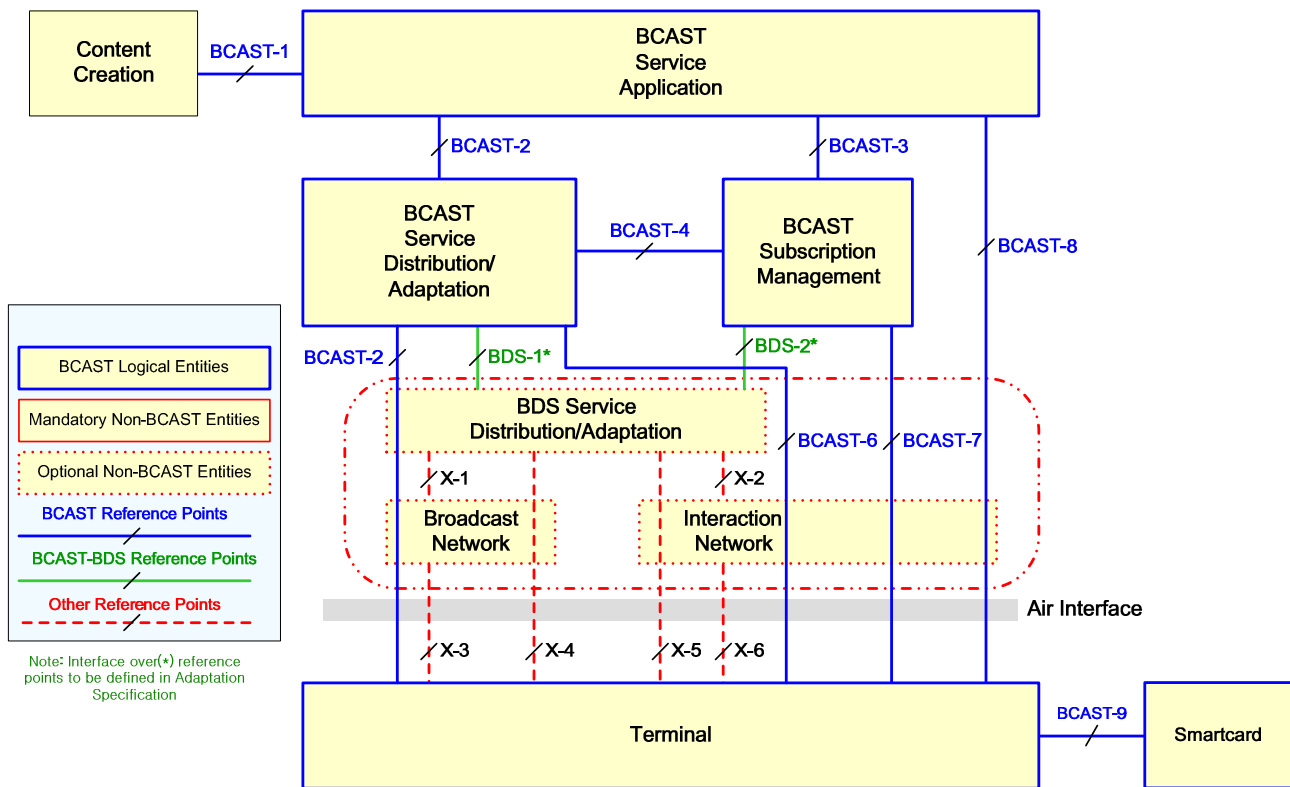 Content
Creation
BCAST-1
BCAST
Service
Application
BCAST-2
BCAST-3
BCAST
Service
Distribution/
Adaptation
BCAST-4
BCAST
Subscription
Management
BCAST-8
BCAST-2
BDS-1*
BDS-2*
BCAST Logical Entities
Mandatory Non-BCAST Entities
Optional Non-BCAST Entities
BCAST Reference Points
BCAST-BDS Reference Points
Other Reference Points
Note: Interface over(*) reference
points to be defined in Adaptation
Specification
BDS Service
Distribution/Adaptation
BCAST-6
BCAST-7
X-1
X-2
Broadcast
Network
Interaction
Network
Air Interface
X-3
X-4
X-5
X-6
Terminal
BCAST-9
Smartcard